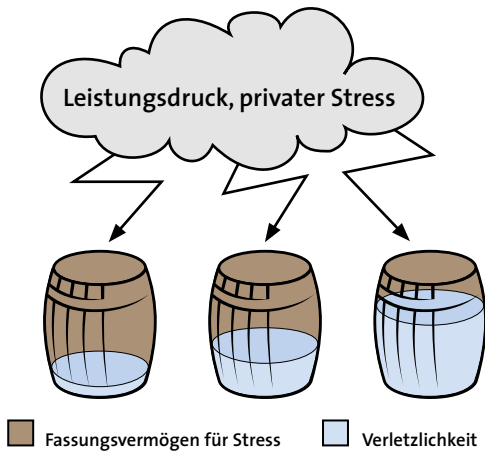 Leistungsdruck, privater Stress
Fassungsvermögen für Stress
Verletzlichkeit